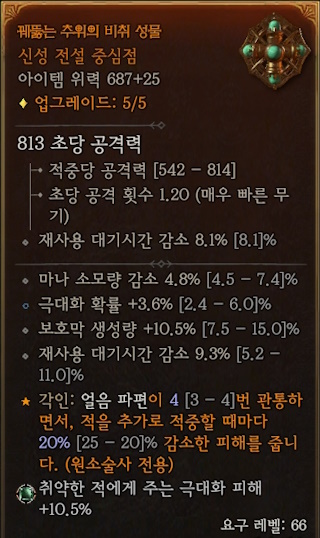 꿰뚫는 추위의 비취 성물
신성 전설 중심점
아이템 위력 687+25
업그레이드: 5/5
813 초당 공격력
적중당 공격력 [542 – 814]
초당 공격 횟수 1.20 (매우 빠른 무
기)
재사용 대기시간 감소 8.1% [8.1]%
마나 소모량 감소 4.8% [4.5 – 7.4]%
극대화 확률 +3.6% [2.4 – 6.0]%
보호막 생성량 +10.5% [7.5 – 15.0]%
재사용 대기시간 감소 9.3% [5.2 –
11.0]%
각인: 얼음 파편이 4 [3 – 4]번 관통하
면서, 적을 추가로 적중할 때마다
20% [25 – 20]% 감소한 피해를 줍니
다. (원소술사 전용)
취약한 적에게 주는 극대화 피해
+10.5%
요구 레벨: 66